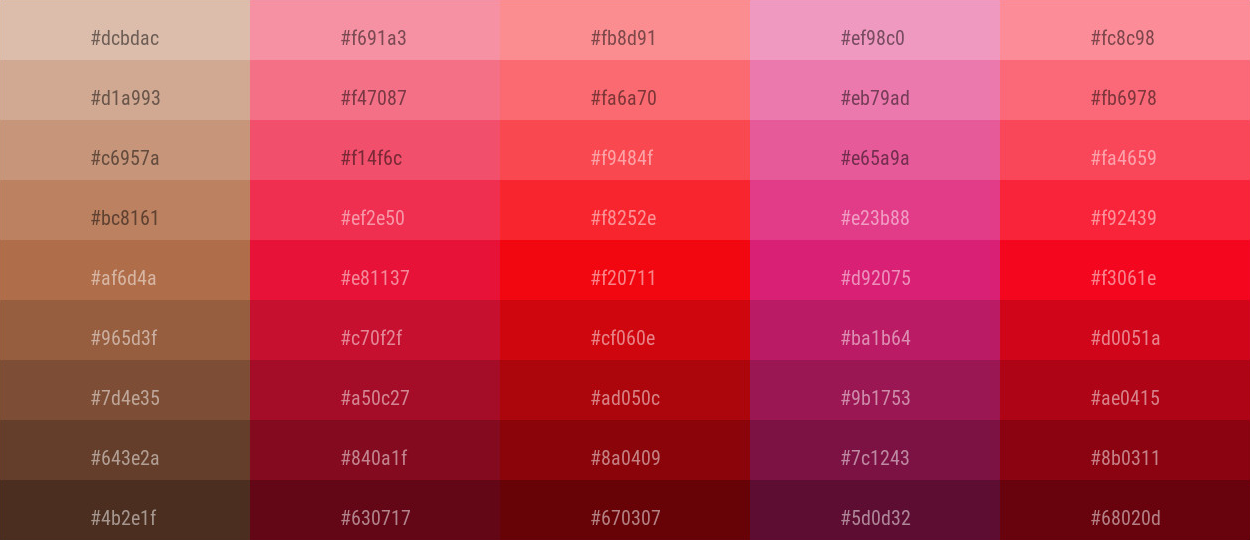 #dcbdac #f691a3 #fb8d91 #ef98c0 #fc8c98
#d1a993 #f47087 #fa6a70 #eb79ad #fb6978
#c6957a #f14f6c #f9484f #e65a9a #fa4659
#bc8161 #ef2e50 #f8252e #e23b88 #f92439
#af6d4a #e81137 #f20711 #d92075 #f3061e
#965d3f #c70f2f #cf060e #ba1b64 #d0051a
#7d4e35 #a50c27 #ad050c #9b1753 #ae0415
#643e2a #840a1f #8a0409 #7c1243 #8b0311
#4b2e1f #630717 #670307 #5d0d32 #68020d